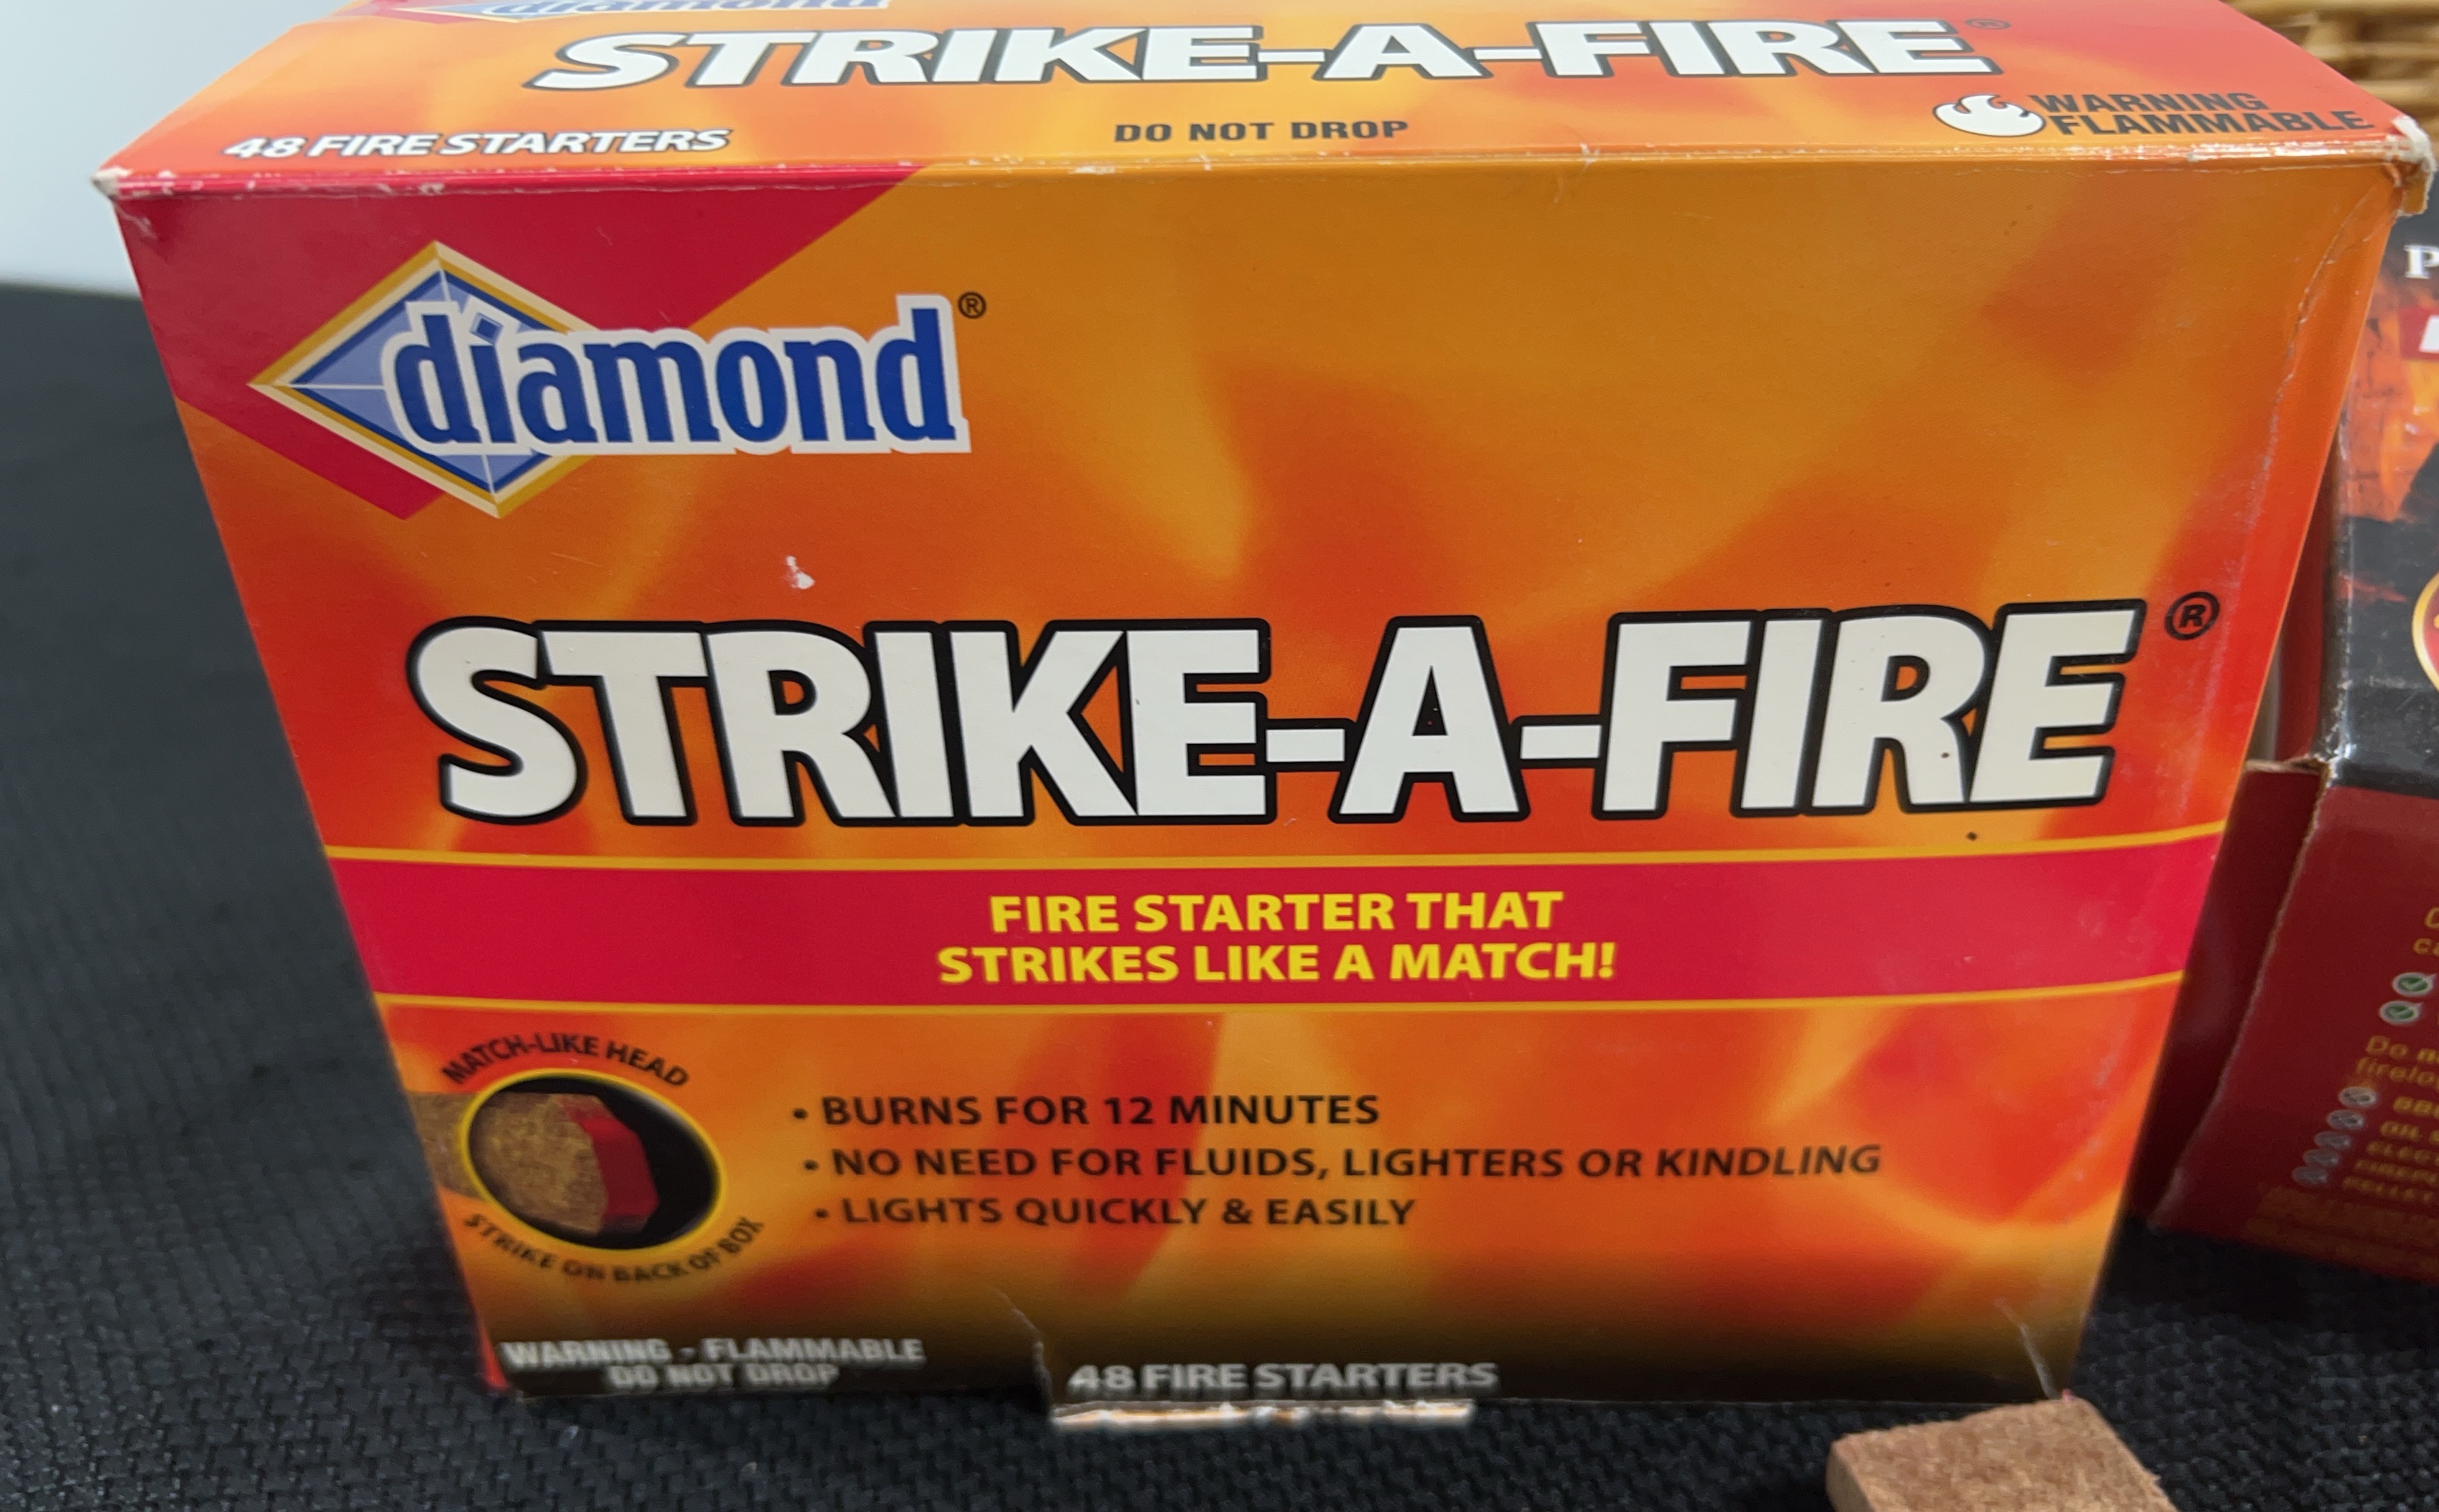 diamond
STRIKE-A-FIRE®
48 FIRE STARTERS
DO NOT DROP
WARNING
FLAMMABLE
diamond®
STRIKE-A-FIRE®
FIRE STARTER THAT
STRIKES LIKE A MATCH!
MATCH-LIKE HEAD
STRIKE ON BACK OF BOX
• BURNS FOR 12 MINUTES
• NO NEED FOR FLUIDS, LIGHTERS OR KINDLING
• LIGHTS QUICKLY & EASILY
WARNING - FLAMMABLE
DO NOT DROP
48 FIRE STARTERS
P
Do